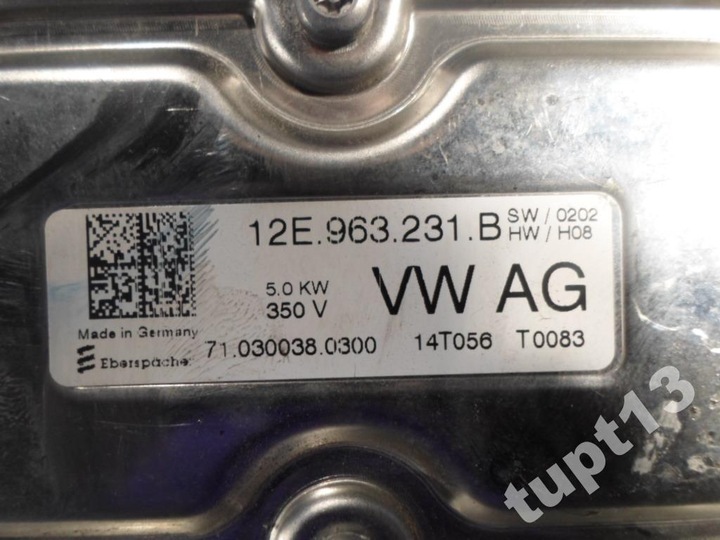 12E.963.231.B SW / 0202
HW / H08
5.0 KW
350 V
VW AG
Made in Germany
Eberspächer
71.030038.0300 14T056 T0083
tupt13